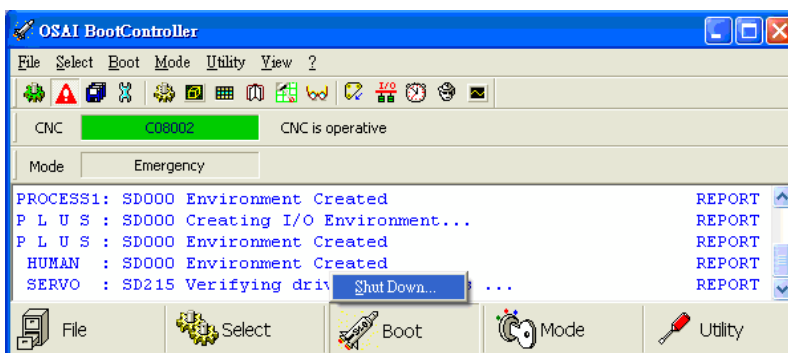 OSAI BootController
File Select Boot Mode Utility View ?
I/O
CNC C08002 CNC is operative
Mode Emergency
PROCESS1: SD000 Environment Created REPORT
P L U S : SD000 Creating I/O Environment... REPORT
P L U S : SD000 Environment Created REPORT
HUMAN : SD000 Environment Created REPORT
SERVO : SD215 Verifying ... REPORT
Shut Down...
File Select Boot Mode Utility